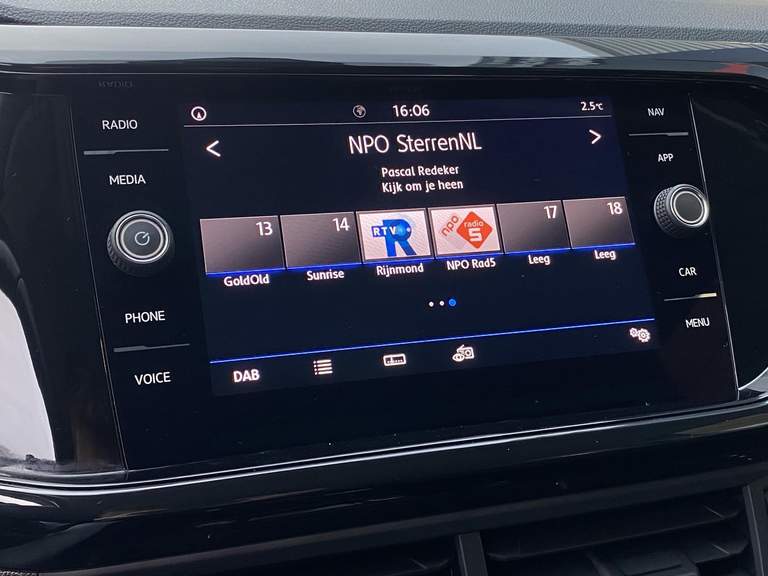 RADIO
MEDIA
PHONE
VOICE
16:06
2.5°C
< NPO SterrenNL >
Pascal Redeker
Kijk om je heen
13 14 RTV R npo radio 5 17 18
GoldOld Sunrise Rijnmond NPO Rad5 Leeg Leeg
DAB
NAV
APP
CAR
MENU